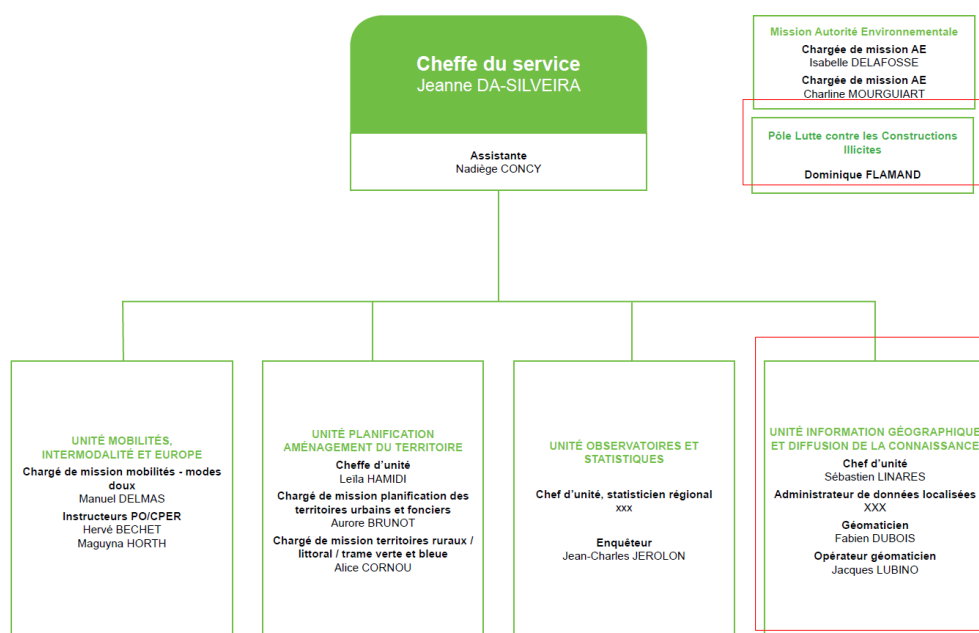 Cheffe du service
Jeanne DA-SILVEIRA
Assistante
Nadiège CONCY
Mission Autorité Environnementale
Chargée de mission AE
Isabelle DELAFOSSE
Chargée de mission AE
Charline MOURGUIART
Pôle Lutte contre les Constructions
Illicites
Dominique FLAMAND
UNITÉ MOBILITÉS,
INTERMODALITÉ ET EUROPE
Chargé de mission mobilités - modes
doux
Manuel DELMAS
Instructeurs PO/CPER
Hervé BECHET
Maguyna HORTH
UNITÉ PLANIFICATION
AMÉNAGEMENT DU TERRITOIRE
Cheffe d'unité
Leïla HAMIDI
Chargé de mission planification des
territoires urbains et fonciers
Aurore BRUNOT
Chargé de mission territoires ruraux /
littoral / trame verte et bleue
Alice CORNOU
UNITÉ OBSERVATOIRES ET
STATISTIQUES
Chef d'unité, statisticien régional
xxx
Enquêteur
Jean-Charles JEROLON
UNITÉ INFORMATION GÉOGRAPHIQUE
ET DIFFUSION DE LA CONNAISSANCE
Chef d'unité
Sébastien LINARES
Administrateur de données localisées
XXX
Géomaticien
Fabien DUBOIS
Opérateur géomaticien
Jacques LUBINO